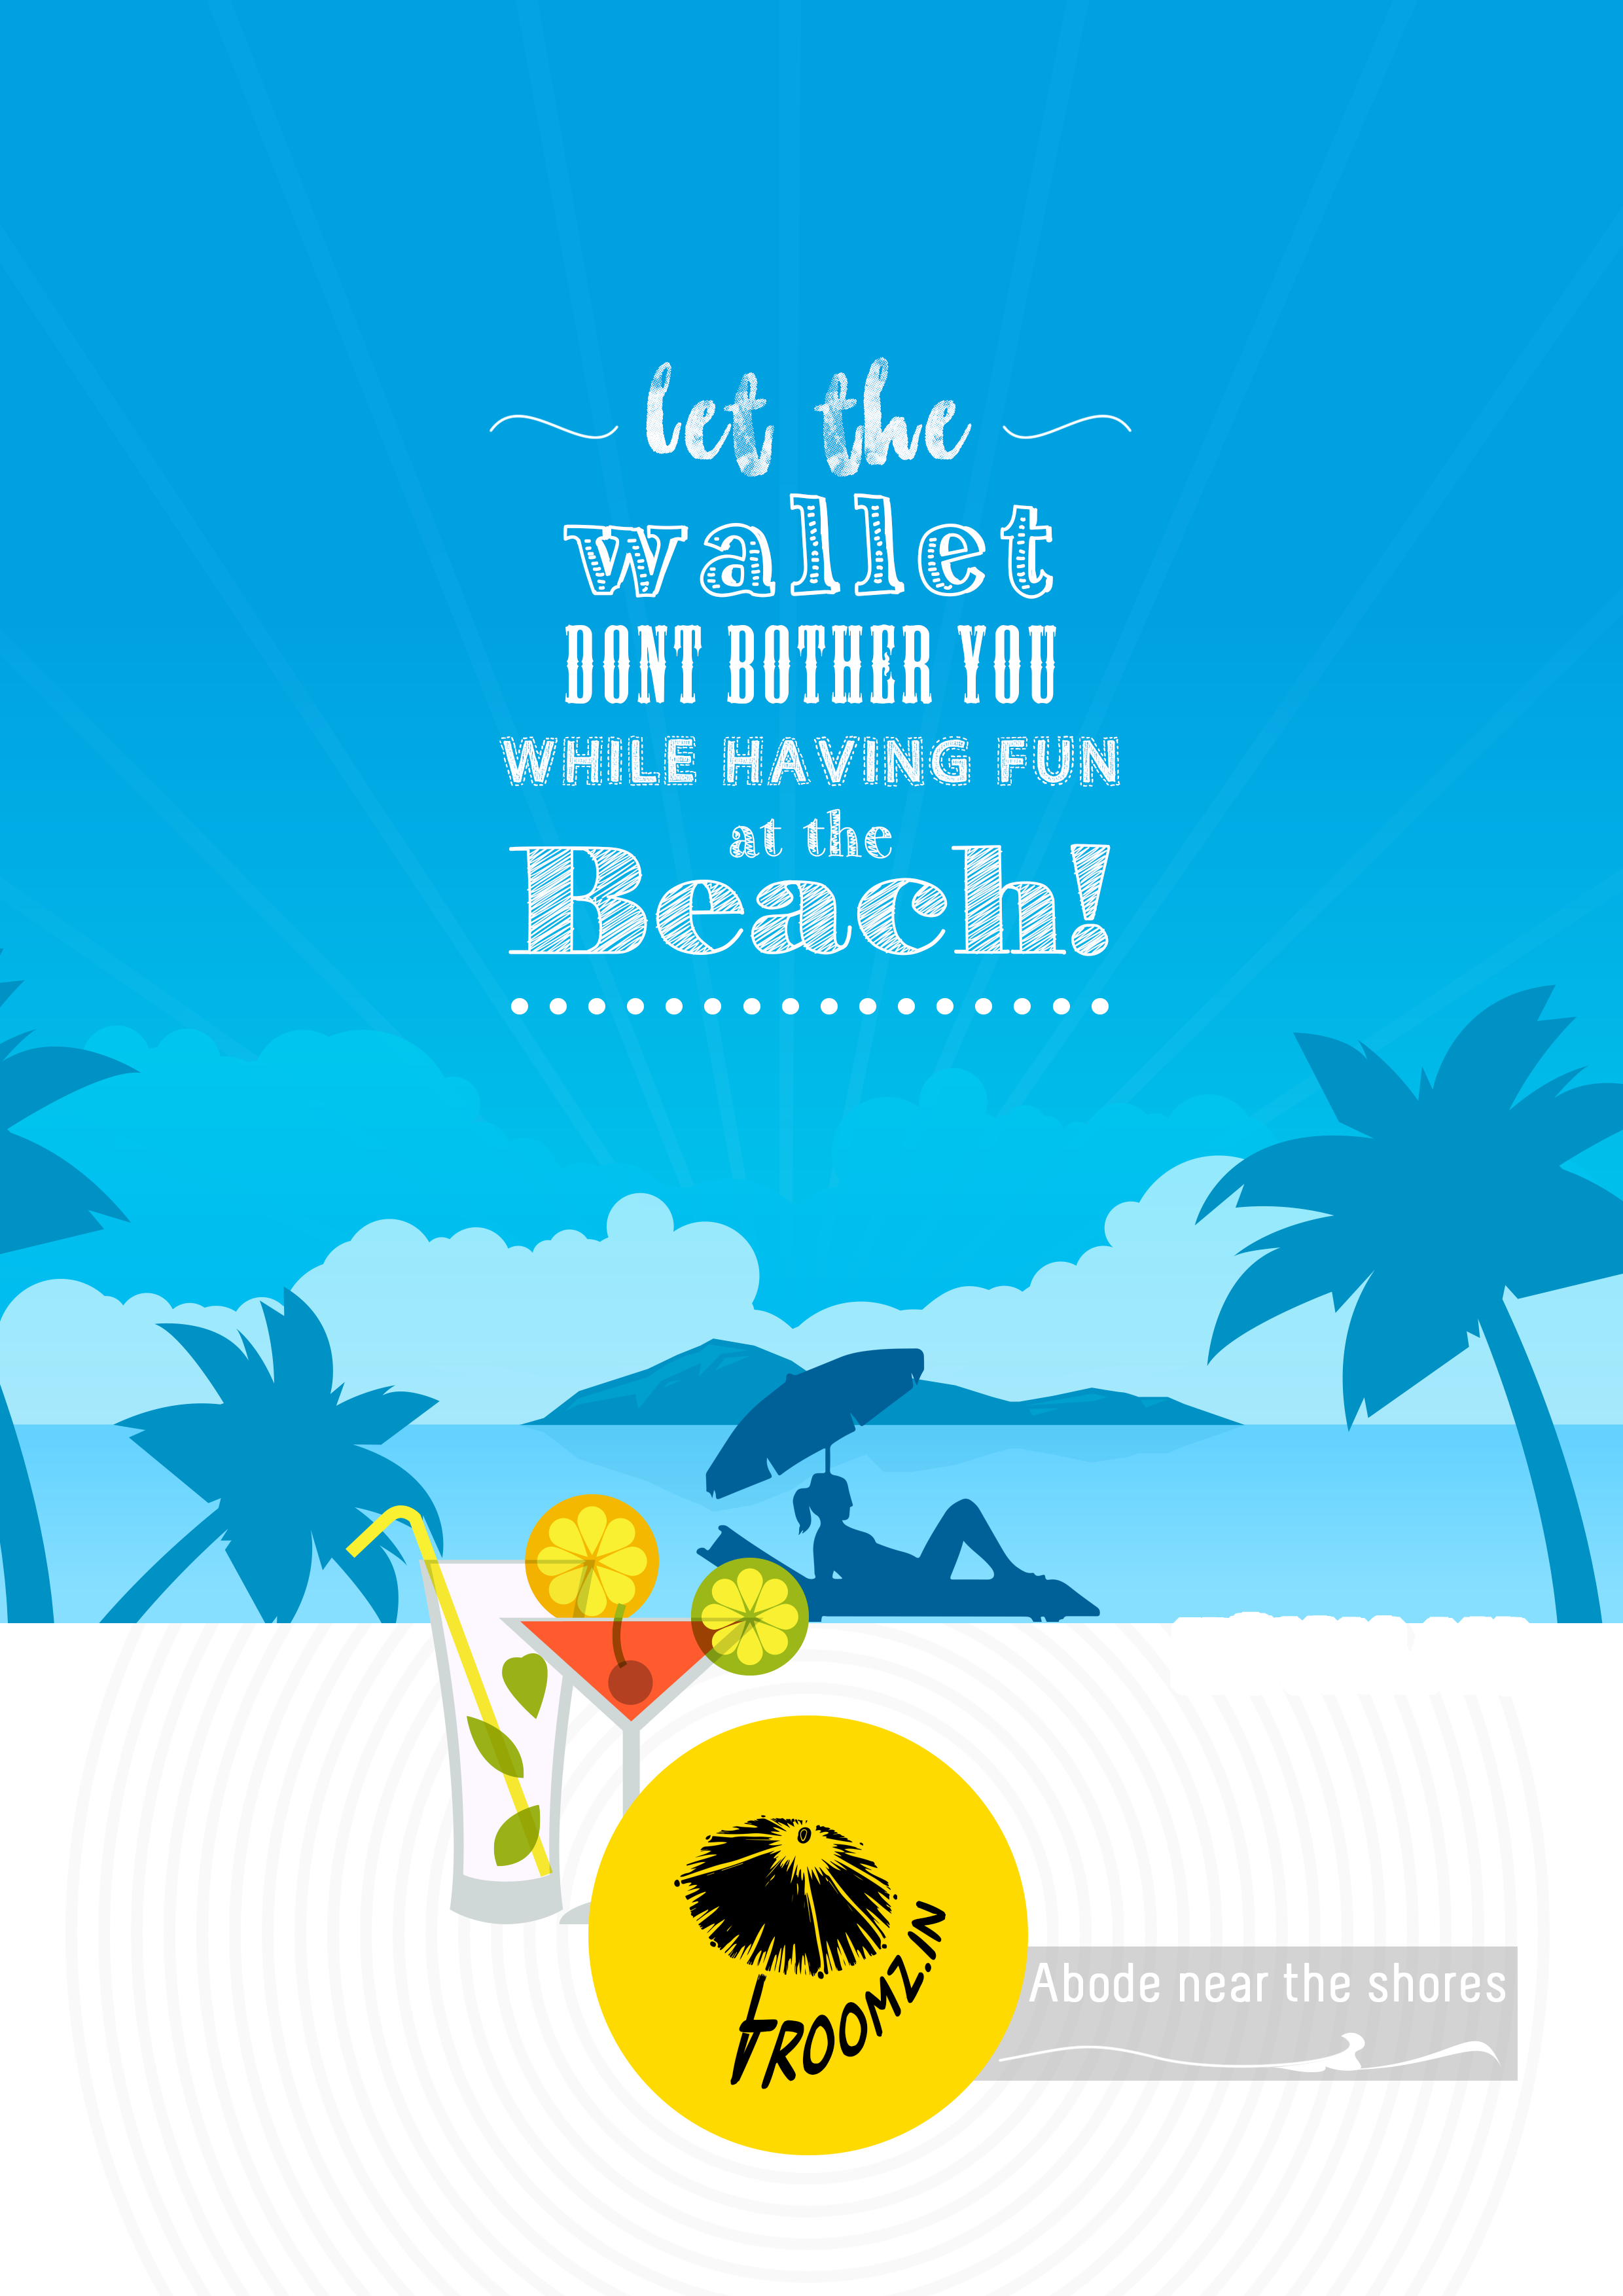 let the
wallet
DONT BOTHER YOU
WHILE HAVING FUN
at the
Beach!
TROOMZ.IN
Abode near the shores